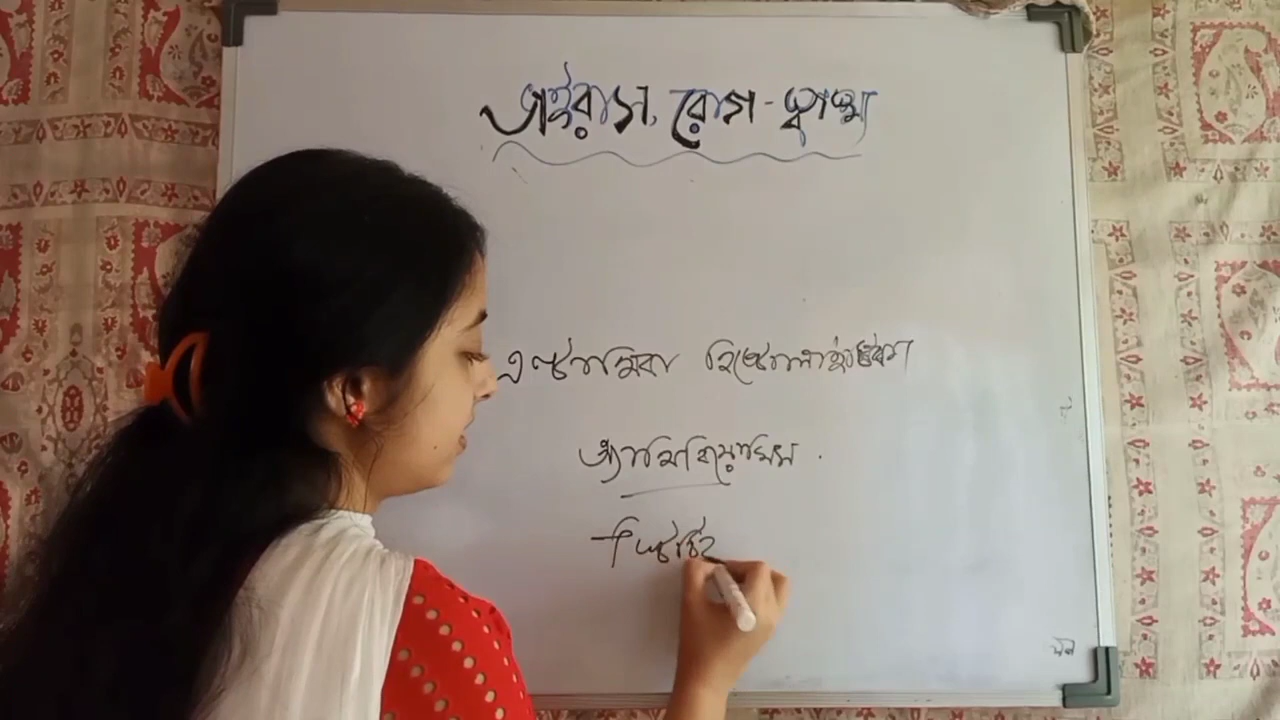 ভাইরাস, রোগ - স্বাস্থ্য
এন্টামিবা হিস্টোলাইটিকা
অ্যামিবিয়োসিস .